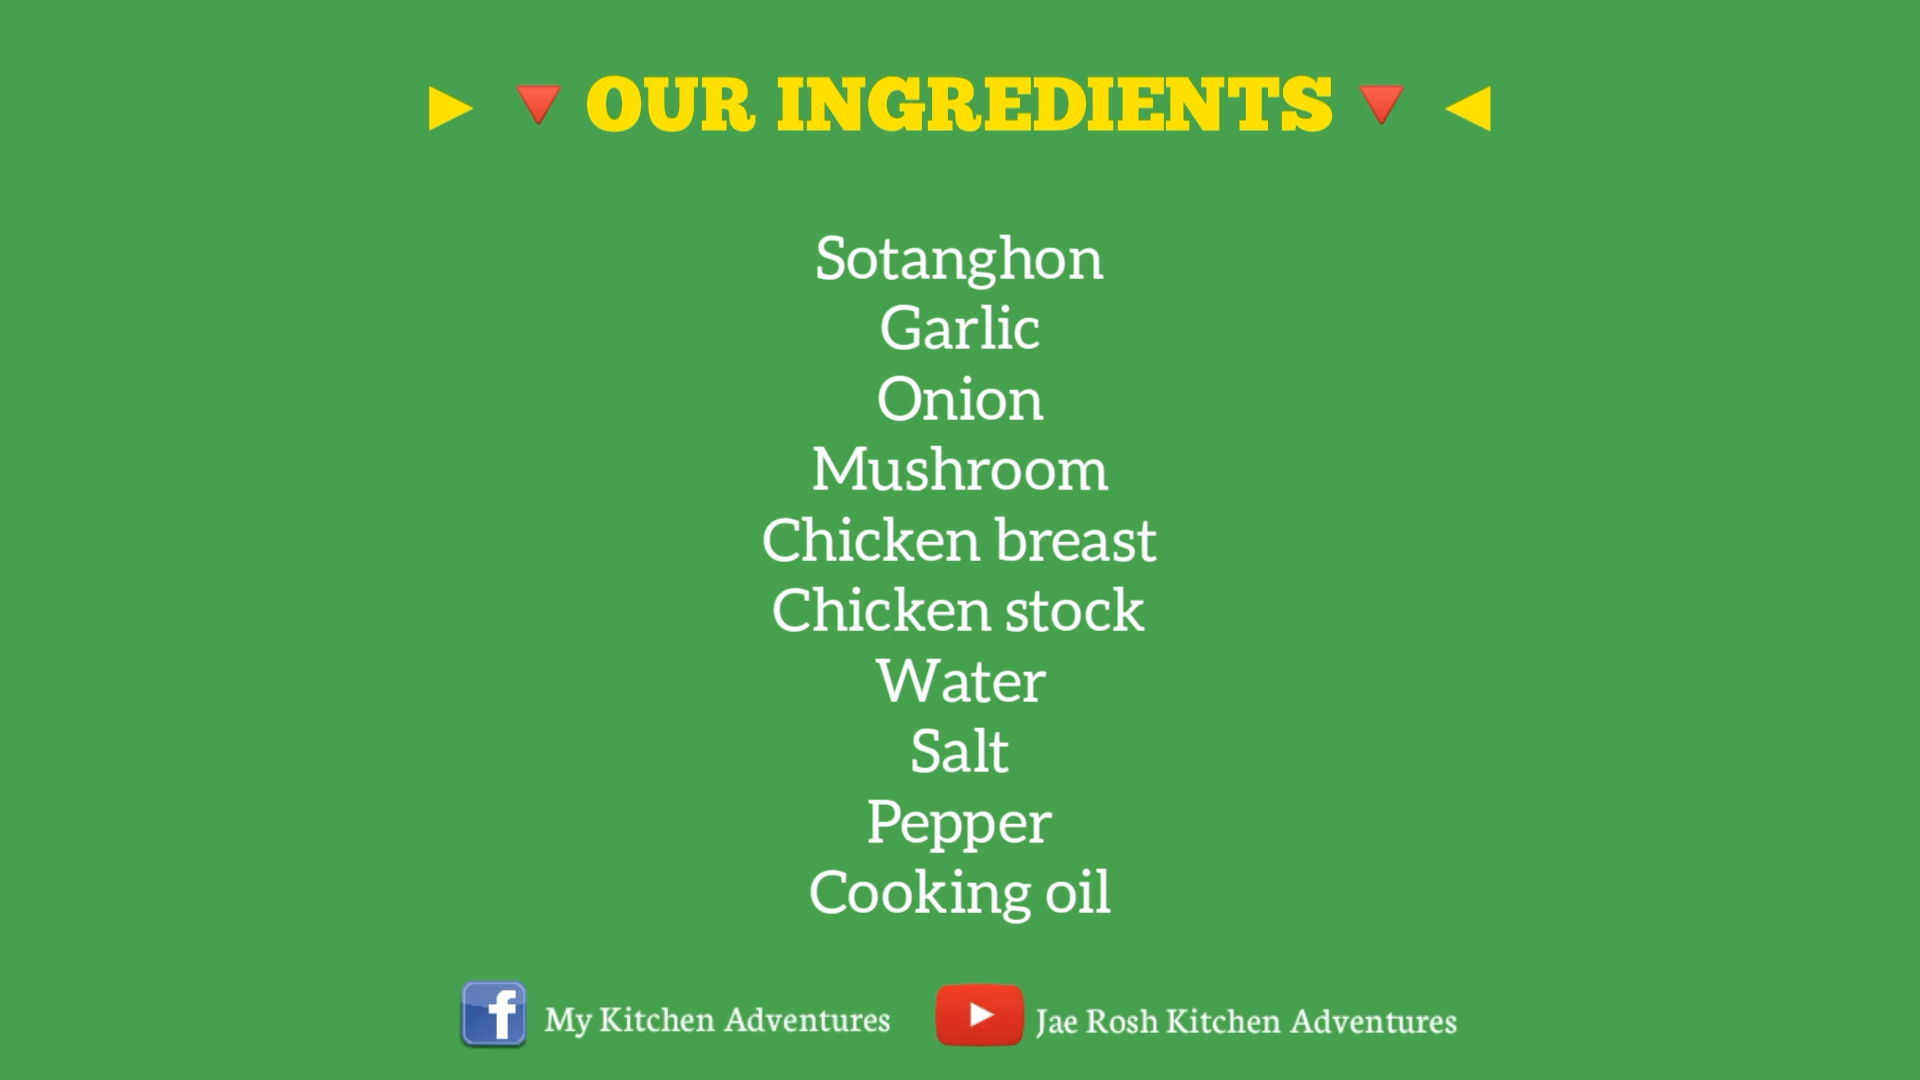 OUR INGREDIENTS
Sotanghon
Garlic
Onion
Mushroom
Chicken breast
Chicken stock
Water
Salt
Pepper
Cooking oil
f My Kitchen Adventures
Jae Rosh Kitchen Adventures